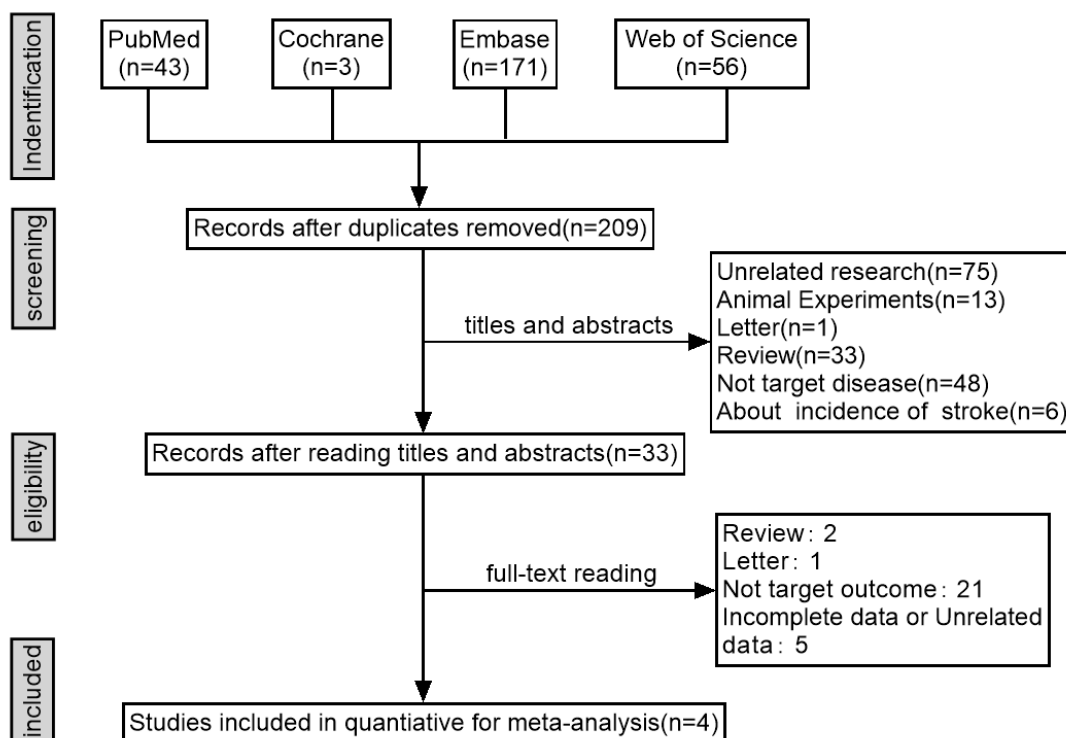 Indentification
PubMed
(n=43)
Cochrane
(n=3)
Embase
(n=171)
Web of Science
(n=56)
screening
Records after duplicates removed(n=209)
titles and abstracts
Unrelated research(n=75)
Animal Experiments(n=13)
Letter(n=1)
Review(n=33)
Not target disease(n=48)
About incidence of stroke(n=6)
eligibility
Records after reading titles and abstracts(n=33)
full-text reading
Review: 2
Letter: 1
Not target outcome: 21
Incomplete data or Unrelated
data: 5
included
Studies included in quantiative for meta-analysis(n=4)